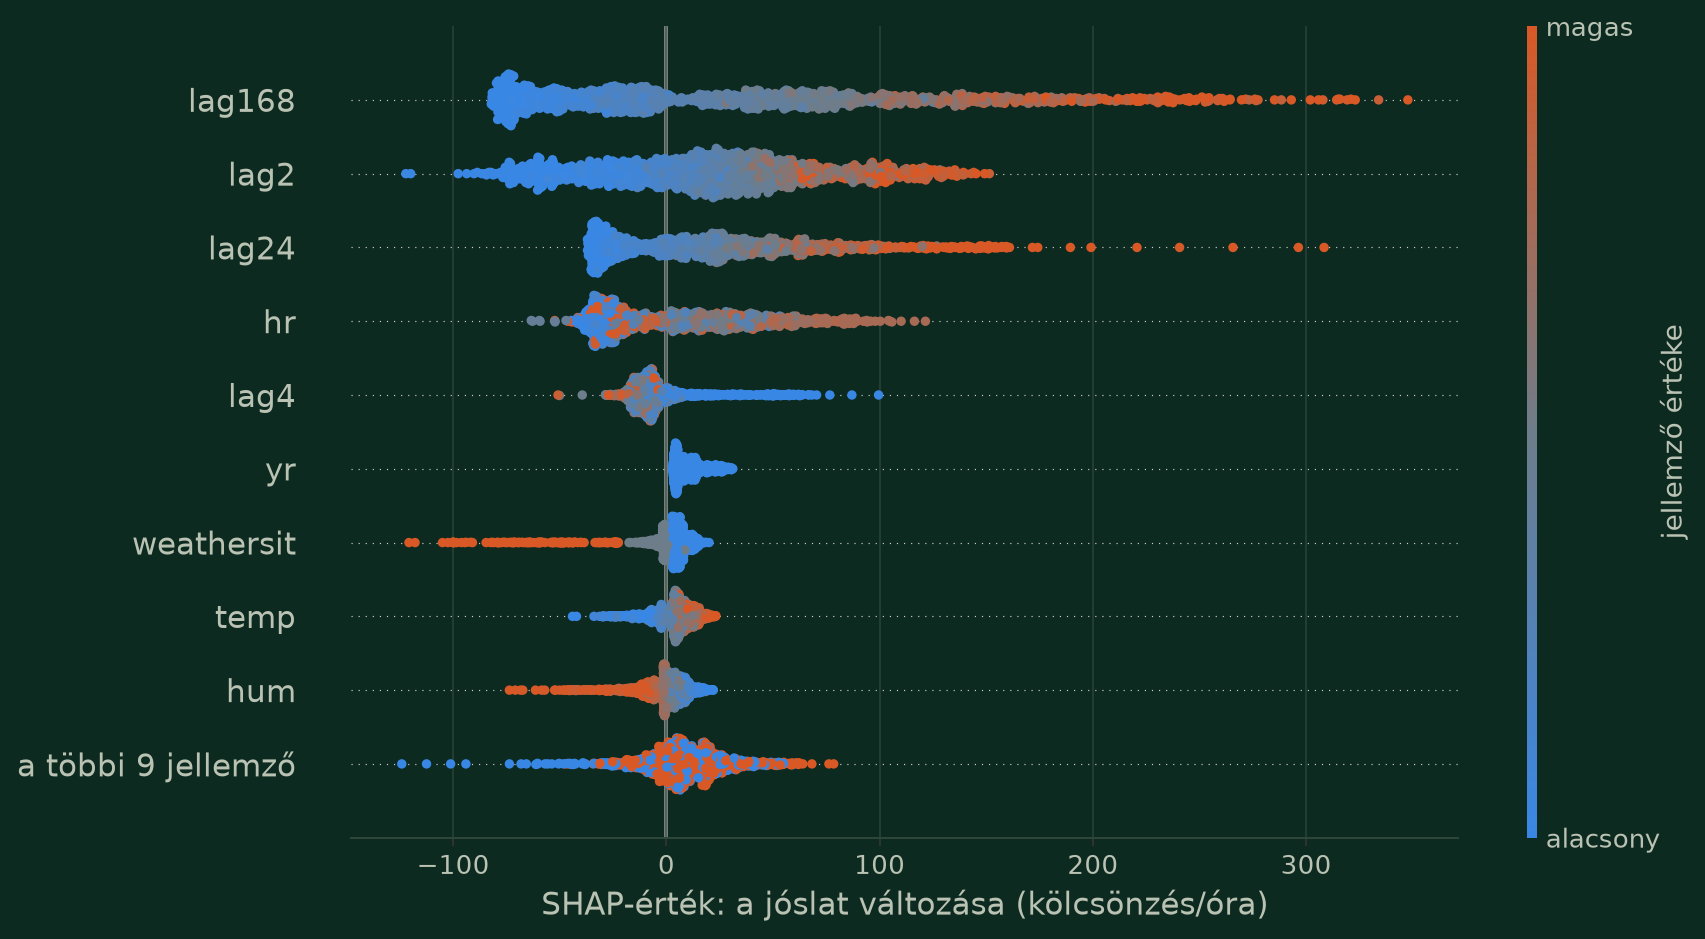 magas
lag168
lag2
lag24
hr
lag4
yr
weathersit
temp
hum
a többi 9 jellemző
jellemző értéke
alacsony
−100
0
100
200
300
SHAP-érték: a jóslat változása (kölcsönzés/óra)